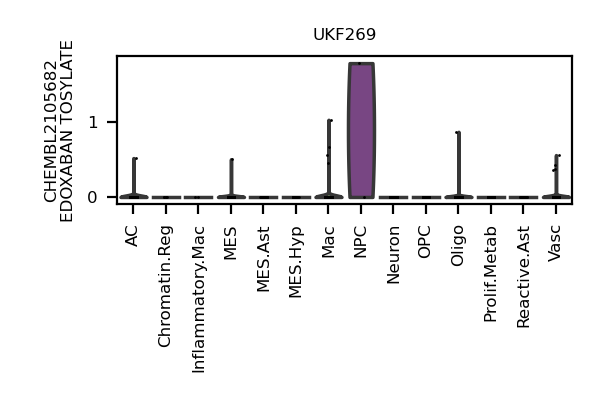 UKF269
CHEMBL2105682
EDOXABAN TOSYLATE
1
0
AC
Chromatin.Reg
Inflammatory.Mac
MES
MES.Ast
MES.Hyp
Mac
NPC
Neuron
OPC
Oligo
Prolif.Metab
Reactive.Ast
Vasc